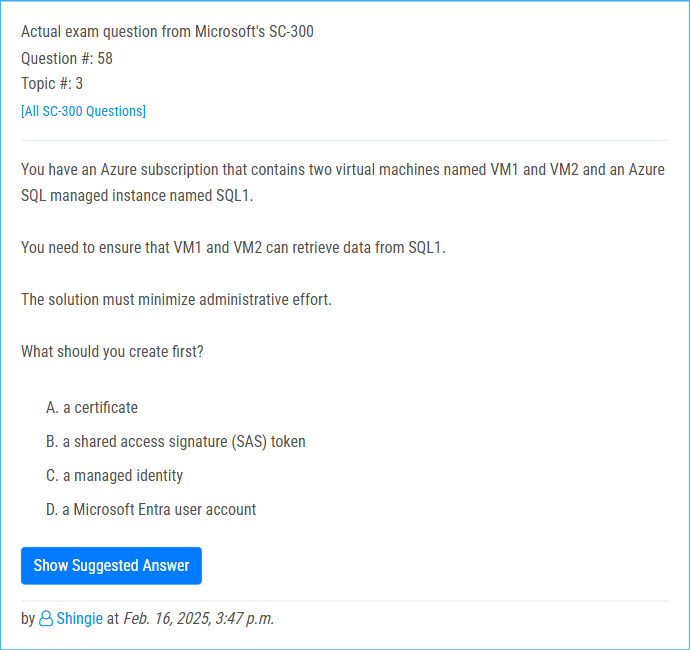 Actual exam question from Microsoft's SC-300
Question #: 58
Topic #: 3
[All SC-300 Questions]
You have an Azure subscription that contains two virtual machines named VM1 and VM2 and an Azure
SQL managed instance named SQL1.
You need to ensure that VM1 and VM2 can retrieve data from SQL1.
The solution must minimize administrative effort.
What should you create first?
A. a certificate
B. a shared access signature (SAS) token
C. a managed identity
D. a Microsoft Entra user account
Show Suggested Answer
by Shingie at Feb. 16, 2025, 3:47 p.m.